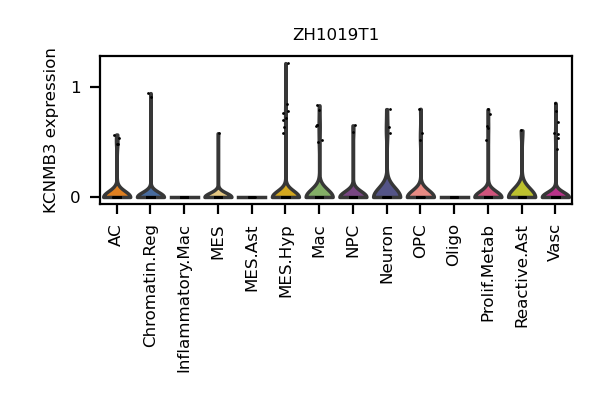 ZH1019T1
KCNMB3 expression
1
0
AC
Chromatin.Reg
Inflammatory.Mac
MES
MES.Ast
MES.Hyp
Mac
NPC
Neuron
OPC
Oligo
Prolif.Metab
Reactive.Ast
Vasc